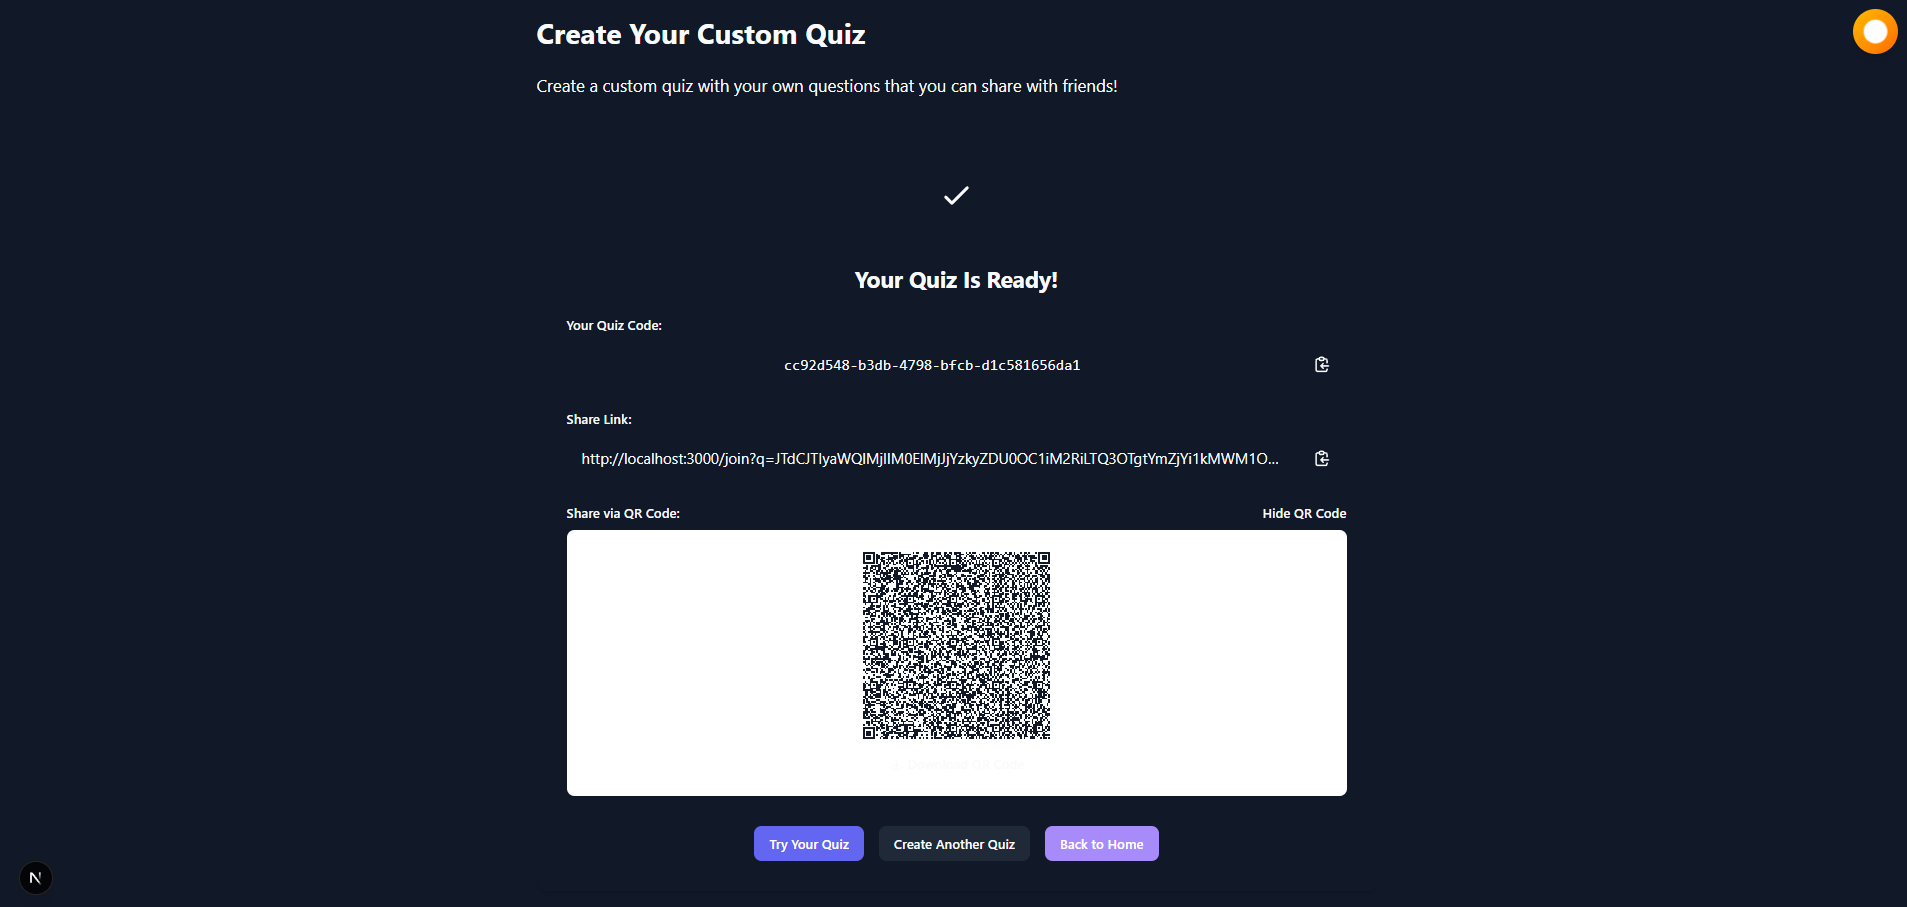 Create Your Custom Quiz
Create a custom quiz with your own questions that you can share with friends!
Your Quiz Is Ready!
Your Quiz Code:
cc92d548-b3db-4798-bfcb-d1c581656da1
Share Link:
http://localhost:3000/join?q=JTdCJTIyaWQlMjIlM0ElMjJjYzkyZDU0OC1iM2RiLTQ3OTgtYmZjYi1kMWM1O...
Share via QR Code:
Hide QR Code
Download QR Code
Try Your Quiz
Create Another Quiz
Back to Home
N